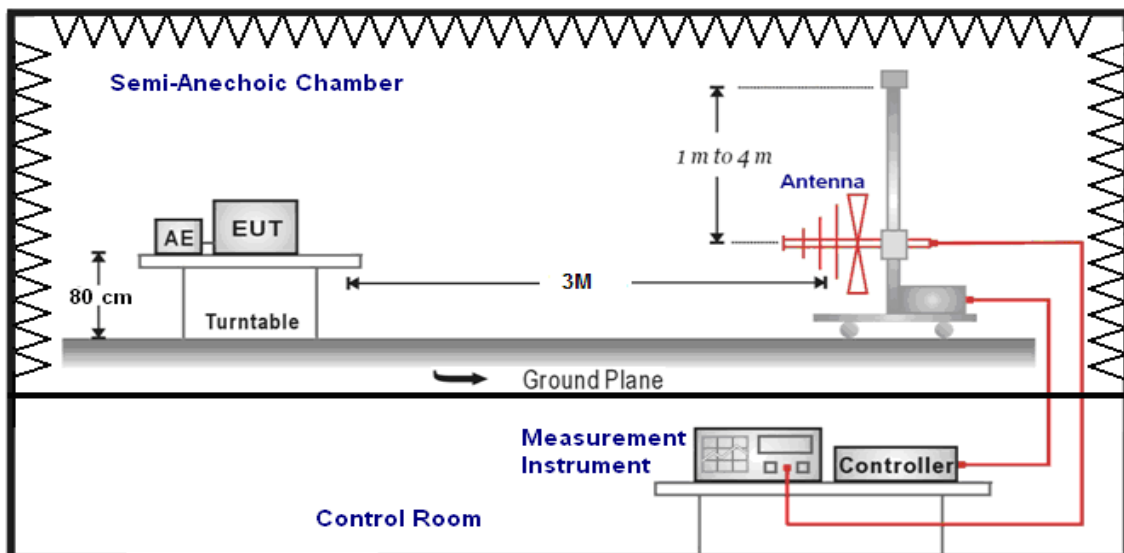 Semi-Anechoic Chamber
1 m to 4 m
Antenna
AE
EUT
80 cm
3M
Turntable
Ground Plane
Measurement
Instrument
Controller
Control Room